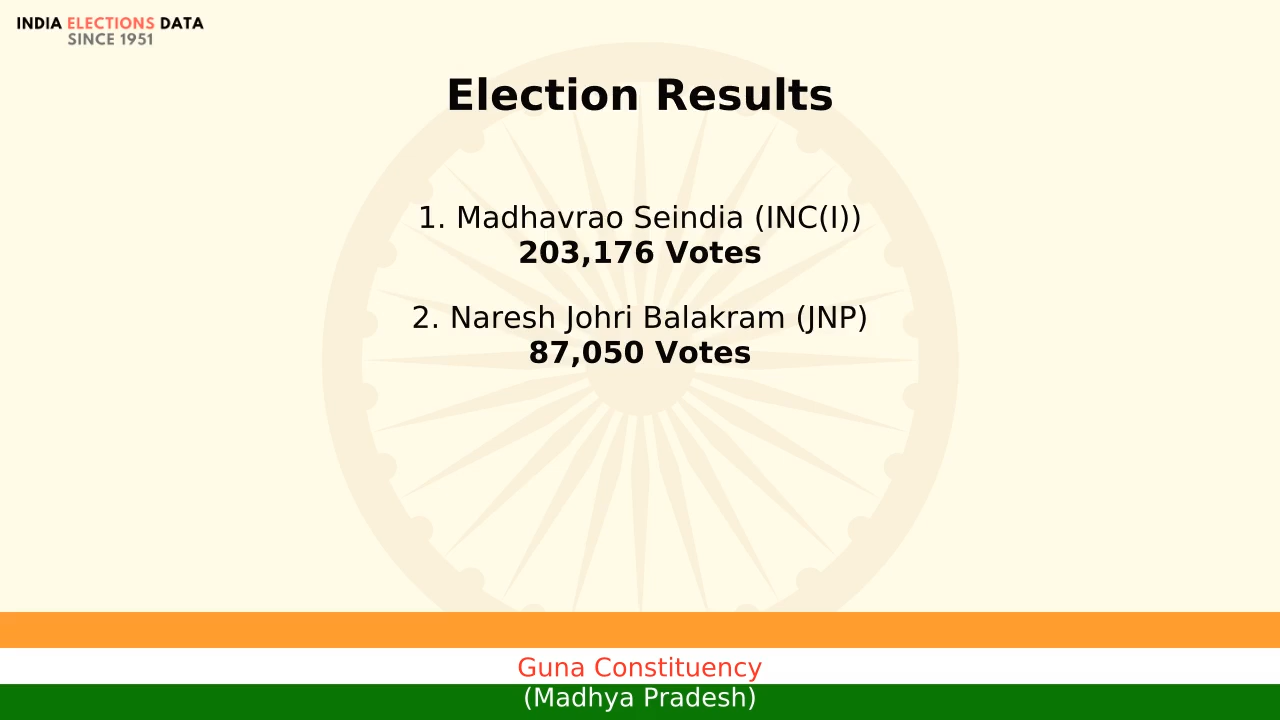 INDIA ELECTIONS DATA
SINCE 1951
Election Results
1. Madhavrao Seindia (INC(I))
203,176 Votes
2. Naresh Johri Balakram (JNP)
87,050 Votes
Guna Constituency
(Madhya Pradesh)